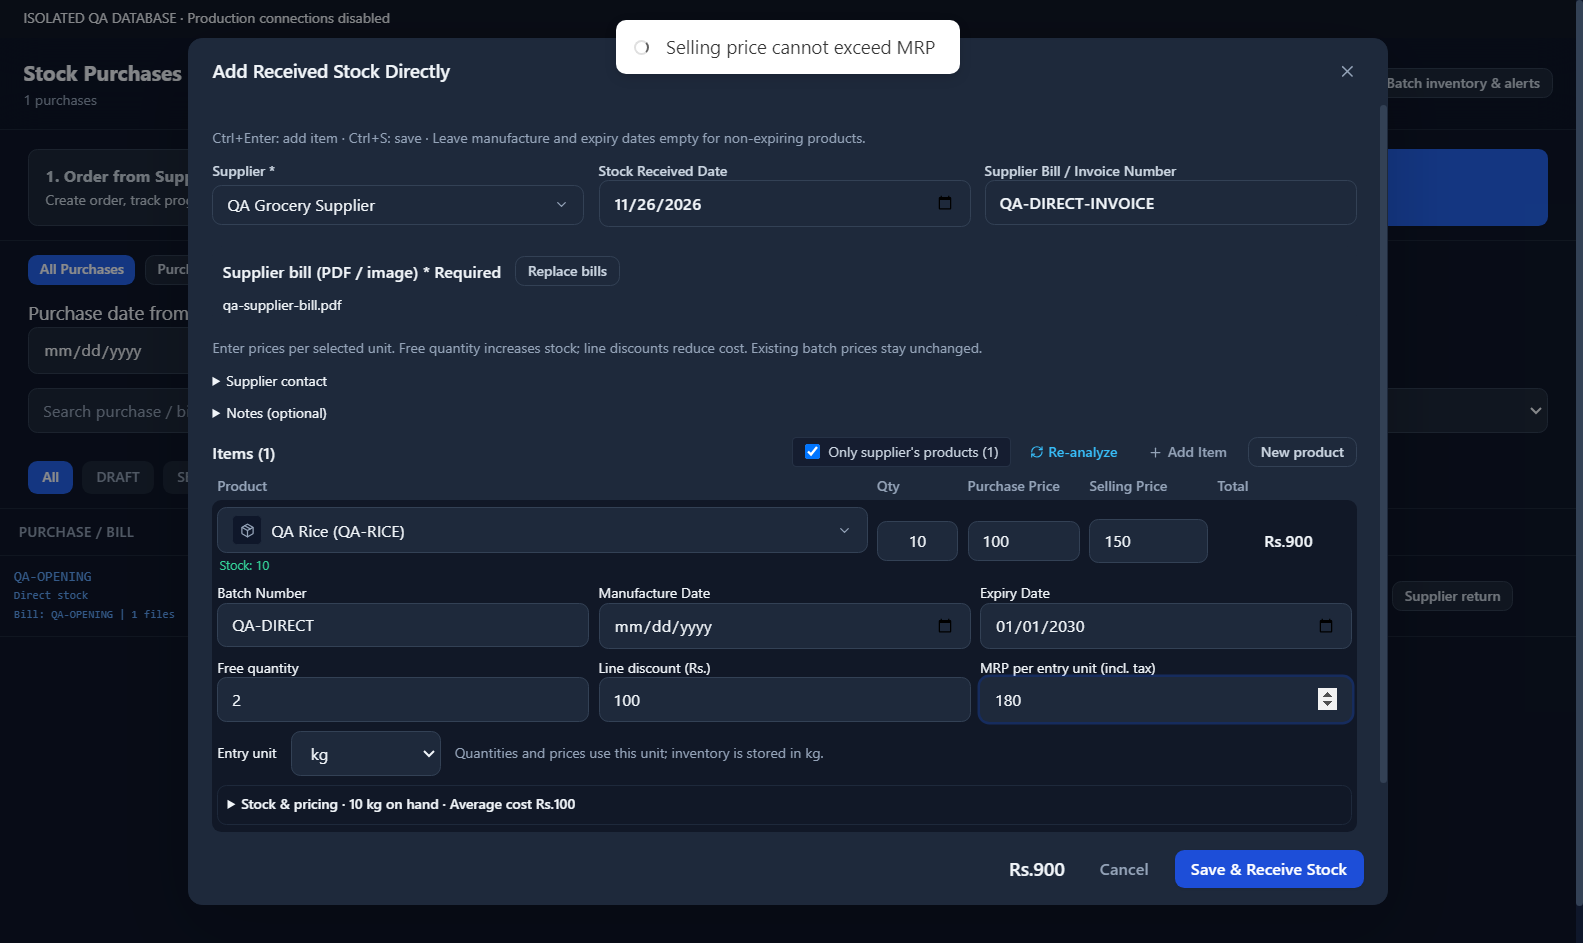 ISOLATED QA DATABASE · Production connections disabled
Selling price cannot exceed MRP
Stock Purchases
1 purchases
Batch inventory & alerts
Add Received Stock Directly
Ctrl+Enter: add item · Ctrl+S: save · Leave manufacture and expiry dates empty for non-expiring products.
1. Order from Supp
Create order, track pro
Supplier *
Stock Received Date
Supplier Bill / Invoice Number
QA Grocery Supplier
11/26/2026
QA-DIRECT-INVOICE
All Purchases
Purch
Supplier bill (PDF / image) * Required
Replace bills
qa-supplier-bill.pdf
Purchase date from
mm/dd/yyyy
Enter prices per selected unit. Free quantity increases stock; line discounts reduce cost. Existing batch prices stay unchanged.
Supplier contact
Search purchase / bi
Notes (optional)
Items (1)
Only supplier's products (1)
Re-analyze
+ Add Item
New product
All
DRAFT
SE
Product
Qty
Purchase Price
Selling Price
Total
PURCHASE / BILL
QA Rice (QA-RICE)
10
100
150
Rs.900
Stock: 10
QA-OPENING
Direct stock
Bill: QA-OPENING | 1 files
Supplier return
Batch Number
Manufacture Date
Expiry Date
QA-DIRECT
mm/dd/yyyy
01/01/2030
Free quantity
Line discount (Rs.)
MRP per entry unit (incl. tax)
2
100
180
Entry unit
kg
Quantities and prices use this unit; inventory is stored in kg.
Stock & pricing · 10 kg on hand · Average cost Rs.100
Rs.900
Cancel
Save & Receive Stock